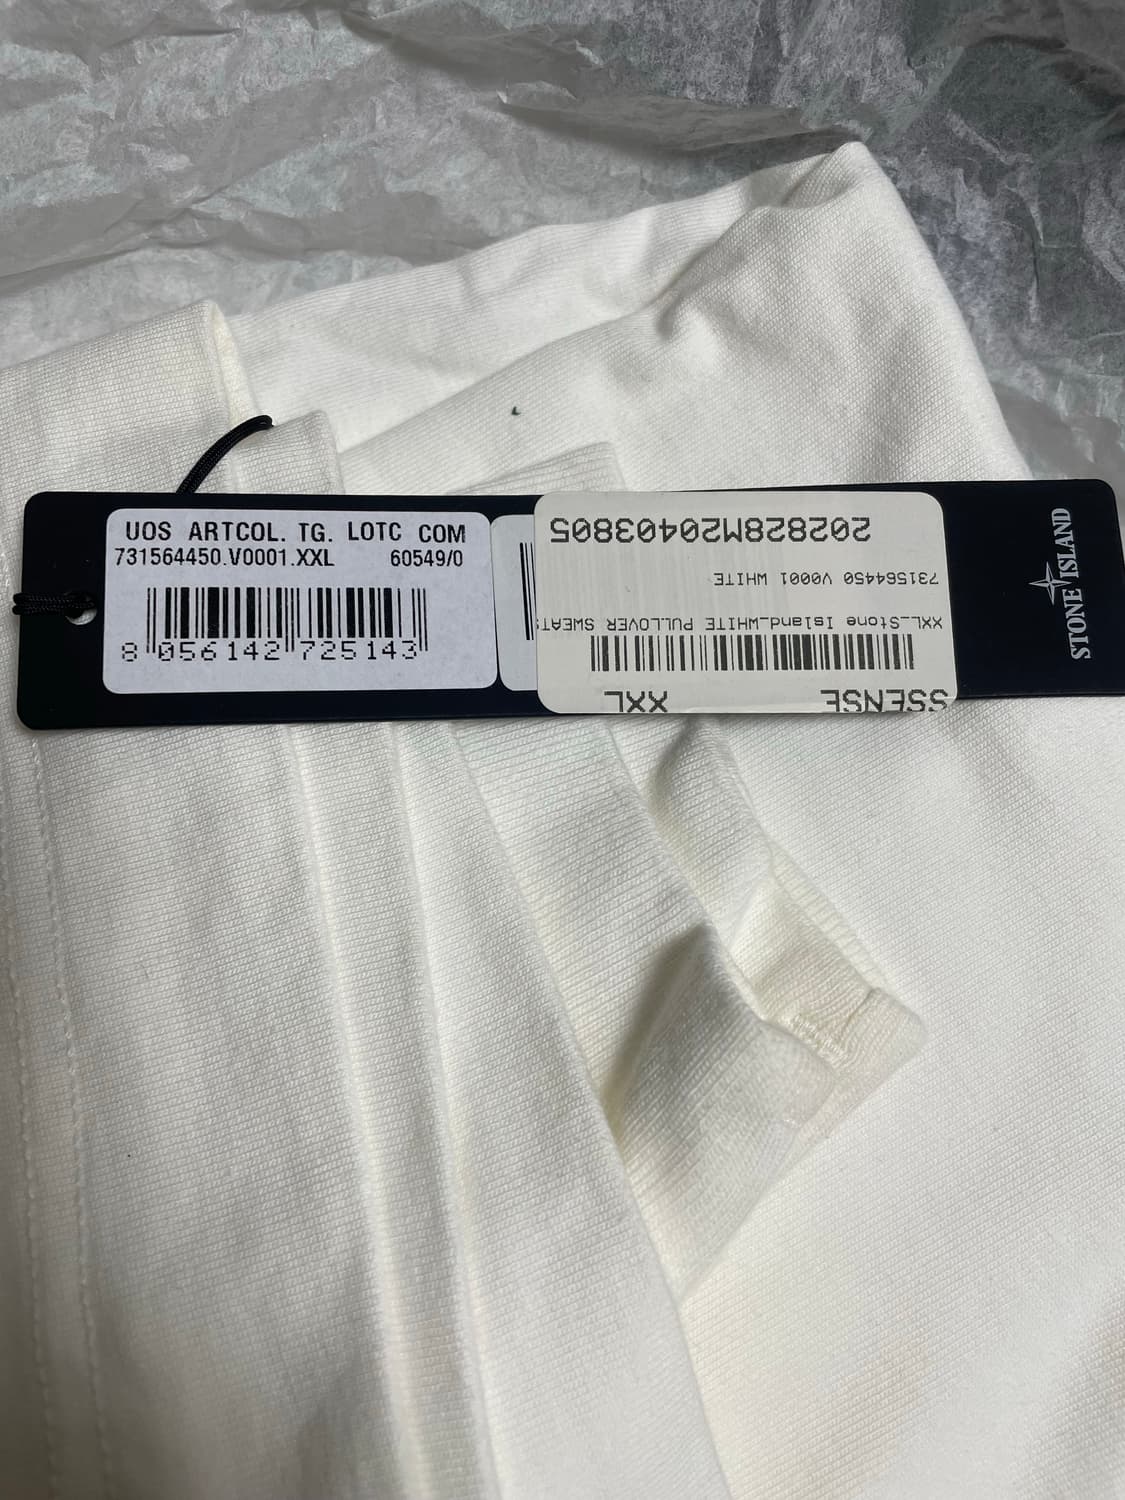 UOS ARTCOL. TG. LOTC COM
731564450.V0001.XXL 60549/0
8 056142 725143
202828M20403805
731564450 V0001 WHITE
XXL_Stone Island_WHITE PULLOVER SWEATS
SSENSE XXL
STONE ISLAND